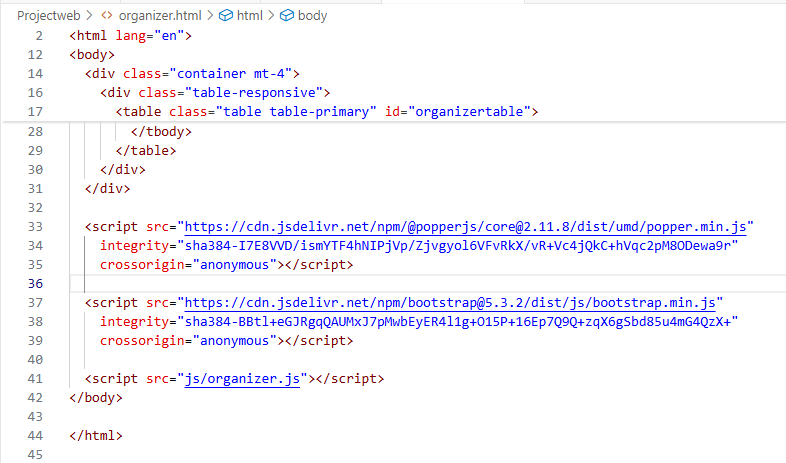 Projectweb > organizer.html > html > body
2 <html lang="en">
12 <body>
14 <div class="container mt-4">
16 <div class="table-responsive">
17 <table class="table table-primary" id="organizertable">
28 </tbody>
29 </table>
30 </div>
31 </div>
32
33 <script src="https://cdn.jsdelivr.net/npm/@popperjs/core@2.11.8/dist/umd/popper.min.js"
34 integrity="sha384-I7E8VVD/ismYTF4hNIPjVp/Zjvgyol6VFvRkX/vR+Vc4jQkC+hVqc2pM8ODewa9r"
35 crossorigin="anonymous"></script>
36
37 <script src="https://cdn.jsdelivr.net/npm/bootstrap@5.3.2/dist/js/bootstrap.min.js"
38 integrity="sha384-BBtl+eGJRgqQAUMxJ7pMwbEyER4l1g+O15P+16Ep7Q9Q+zqX6gSbd85u4mG4QzX+"
39 crossorigin="anonymous"></script>
40
41 <script src="js/organizer.js"></script>
42 </body>
43
44 </html>
45